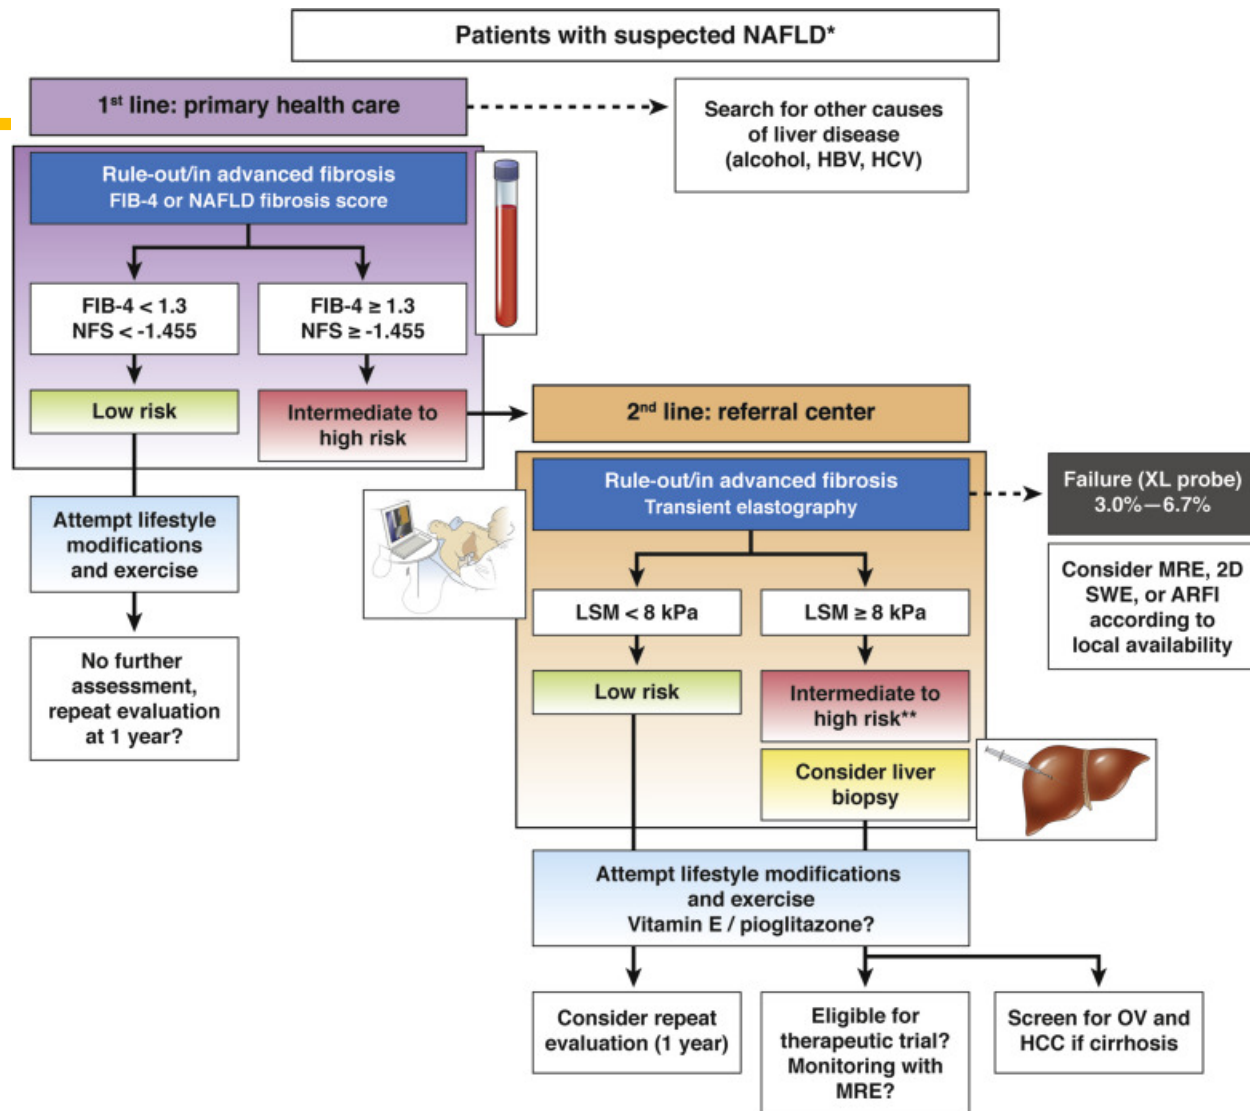 Patients with suspected NAFLD*
1st line: primary health care
Search for other causes
of liver disease
(alcohol, HBV, HCV)
Rule-out/in advanced fibrosis
FIB-4 or NAFLD fibrosis score
FIB-4 < 1.3
NFS < -1.455
FIB-4 ≥ 1.3
NFS ≥ -1.455
Low risk
Intermediate to
high risk
Attempt lifestyle
modifications
and exercise
No further
assessment,
repeat evaluation
at 1 year?
2nd line: referral center
Rule-out/in advanced fibrosis
Transient elastography
Failure (XL probe)
3.0%—6.7%
Consider MRE, 2D
SWE, or ARFI
according to
local availability
LSM < 8 kPa
LSM ≥ 8 kPa
Low risk
Intermediate to
high risk**
Consider liver
biopsy
Attempt lifestyle modifications
and exercise
Vitamin E / pioglitazone?
Consider repeat
evaluation (1 year)
Eligible for
therapeutic trial?
Monitoring with
MRE?
Screen for OV and
HCC if cirrhosis